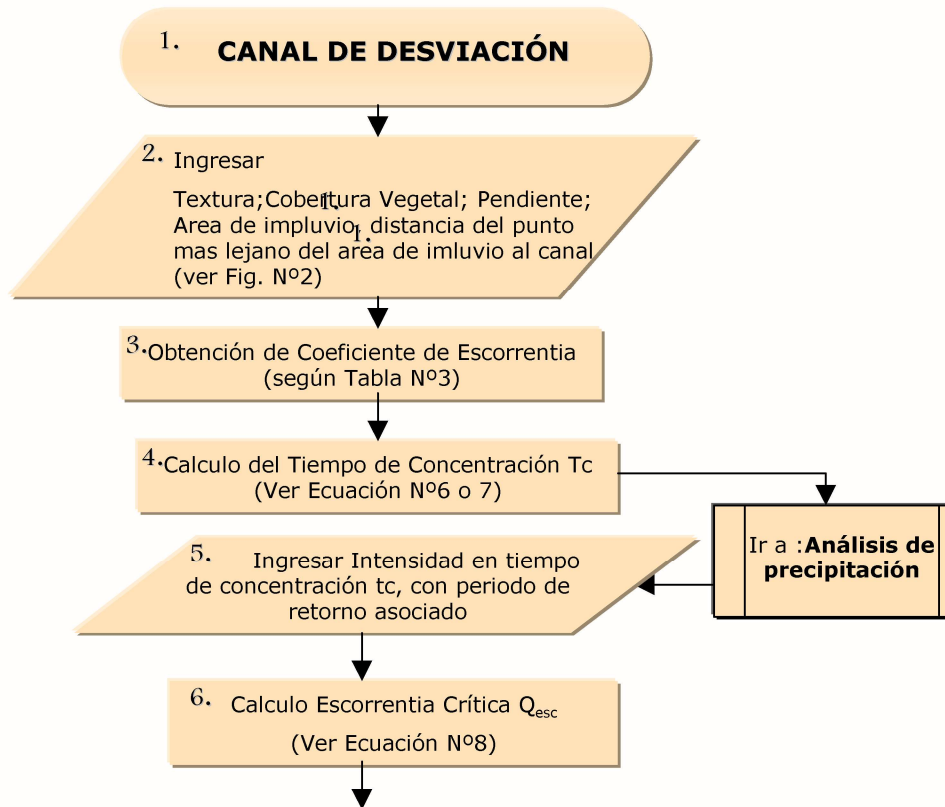 1. CANAL DE DESVIACIÓN
2. Ingresar
Textura;Cobertura Vegetal; Pendiente;
1.
Area de impluvio; distancia del punto
1.
mas lejano del area de imluvio al canal
(ver Fig. Nº2)
3.Obtención de Coeficiente de Escorrentia
(según Tabla Nº3)
4.Calculo del Tiempo de Concentración Tc
(Ver Ecuación Nº6 o 7)
Ir a :Análisis de
precipitación
5. Ingresar Intensidad en tiempo
de concentración tc, con periodo de
retorno asociado
6. Calculo Escorrentia Crítica Qesc
(Ver Ecuación Nº8)